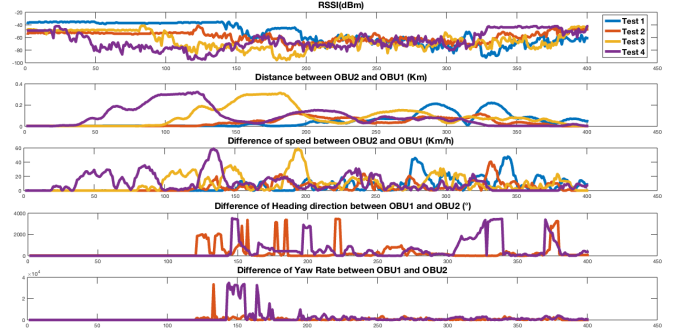 RSSI(dBm)
-20
-40
-60
-80
-100
0 50 100 150 200 250 300 350 400 450
Test 1
Test 2
Test 3
Test 4
Distance between OBU2 and OBU1 (Km)
0.4
0.2
0
0 50 100 150 200 250 300 350 400 450
Difference of speed between OBU2 and OBU1 (Km/h)
60
40
20
0
0 50 100 150 200 250 300 350 400 450
Difference of Heading direction between OBU1 and OBU2 (°)
4000
2000
0
0 50 100 150 200 250 300 350 400 450
Difference of Yaw Rate between OBU1 and OBU2
×10⁴
4
2
0
0 50 100 150 200 250 300 350 400 450